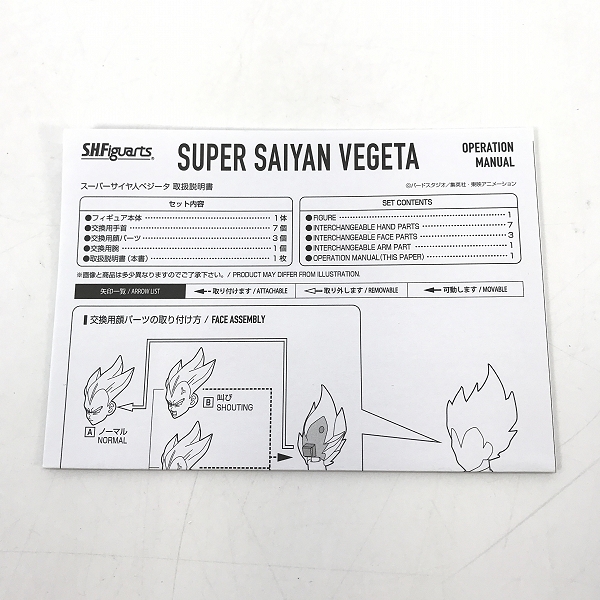 S.H.Figuarts SUPER SAIYAN VEGETA OPERATION MANUAL
スーパーサイヤ人ベジータ 取扱説明書
©バードスタジオ/集英社・東映アニメーション
セット内容
●フィギュア本体 1体
●交換用手首 7個
●交換用顔パーツ 3個
●交換用腕 1個
●取扱説明書(本書) 1枚
SET CONTENTS
●FIGURE 1
●INTERCHANGEABLE HAND PARTS 7
●INTERCHANGEABLE FACE PARTS 3
●INTERCHANGEABLE ARM PART 1
●OPERATION MANUAL(THIS PAPER) 1
※画像と商品は多少異なりますのでご了承下さい。/ PRODUCT MAY DIFFER FROM ILLUSTRATION.
矢印一覧 / ARROW LIST 取り付けます / ATTACHABLE 取り外します / REMOVABLE 可動します / MOVABLE
交換用顔パーツの取り付け方 / FACE ASSEMBLY
A ノーマル
NORMAL
B 叫び
SHOUTING